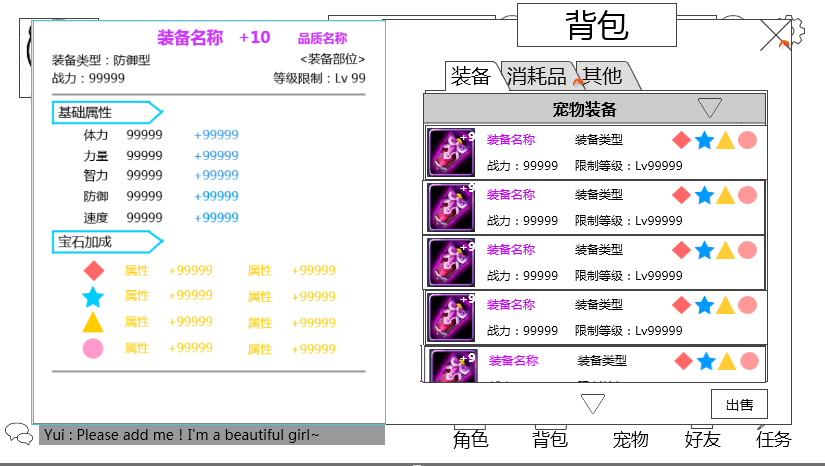 背包
装备名称 +10 品质名称
装备类型：防御型 <装备部位>
战力：99999 等级限制：Lv 99
基础属性
体力 99999 +99999
力量 99999 +99999
智力 99999 +99999
防御 99999 +99999
速度 99999 +99999
宝石加成
属性 +99999 属性 +99999
属性 +99999 属性 +99999
属性 +99999 属性 +99999
属性 +99999 属性 +99999
装备 消耗品 其他
宠物装备
+9 装备名称 装备类型
战力：99999 限制等级：Lv99999
+9 装备名称 装备类型
战力：99999 限制等级：Lv99999
+9 装备名称 装备类型
战力：99999 限制等级：Lv99999
+9 装备名称 装备类型
战力：99999 限制等级：Lv99999
+9 装备名称 装备类型
出售
Yui : Please add me ! I'm a beautiful girl~
角色 背包 宠物 好友 任务